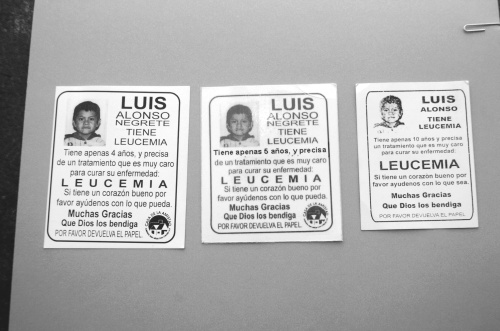 LUIS
ALONSO
NEGRETE
TIENE
LEUCEMIA
Tiene apenas 4 años, y precisa
de un tratamiento que es muy caro
para curar su enfermedad:
LEUCEMIA
Si tiene un corazón bueno por
favor ayúdenos con lo que pueda.
Muchas Gracias
Que Dios los bendiga
POR FAVOR DEVUELVA EL PAPEL
LUIS
ALONSO
NEGRETE
TIENE
LEUCEMIA
Tiene apenas 5 años, y precisa
de un tratamiento que es muy caro
para curar su enfermedad:
LEUCEMIA
Si tiene un corazón bueno por
favor ayúdenos con lo que pueda.
Muchas Gracias
Que Dios los bendiga
POR FAVOR DEVUELVA EL PAPEL
LUIS
ALONSO
TIENE
LEUCEMIA
Tiene apenas 10 años y precisa
un tratamiento que es muy caro
para curar su enfermedad:
LEUCEMIA
Si tiene un corazón bueno por
favor ayúdenos con lo que sea.
Muchas Gracias
Que Dios los bendiga
POR FAVOR DEVUELVA EL PAPEL